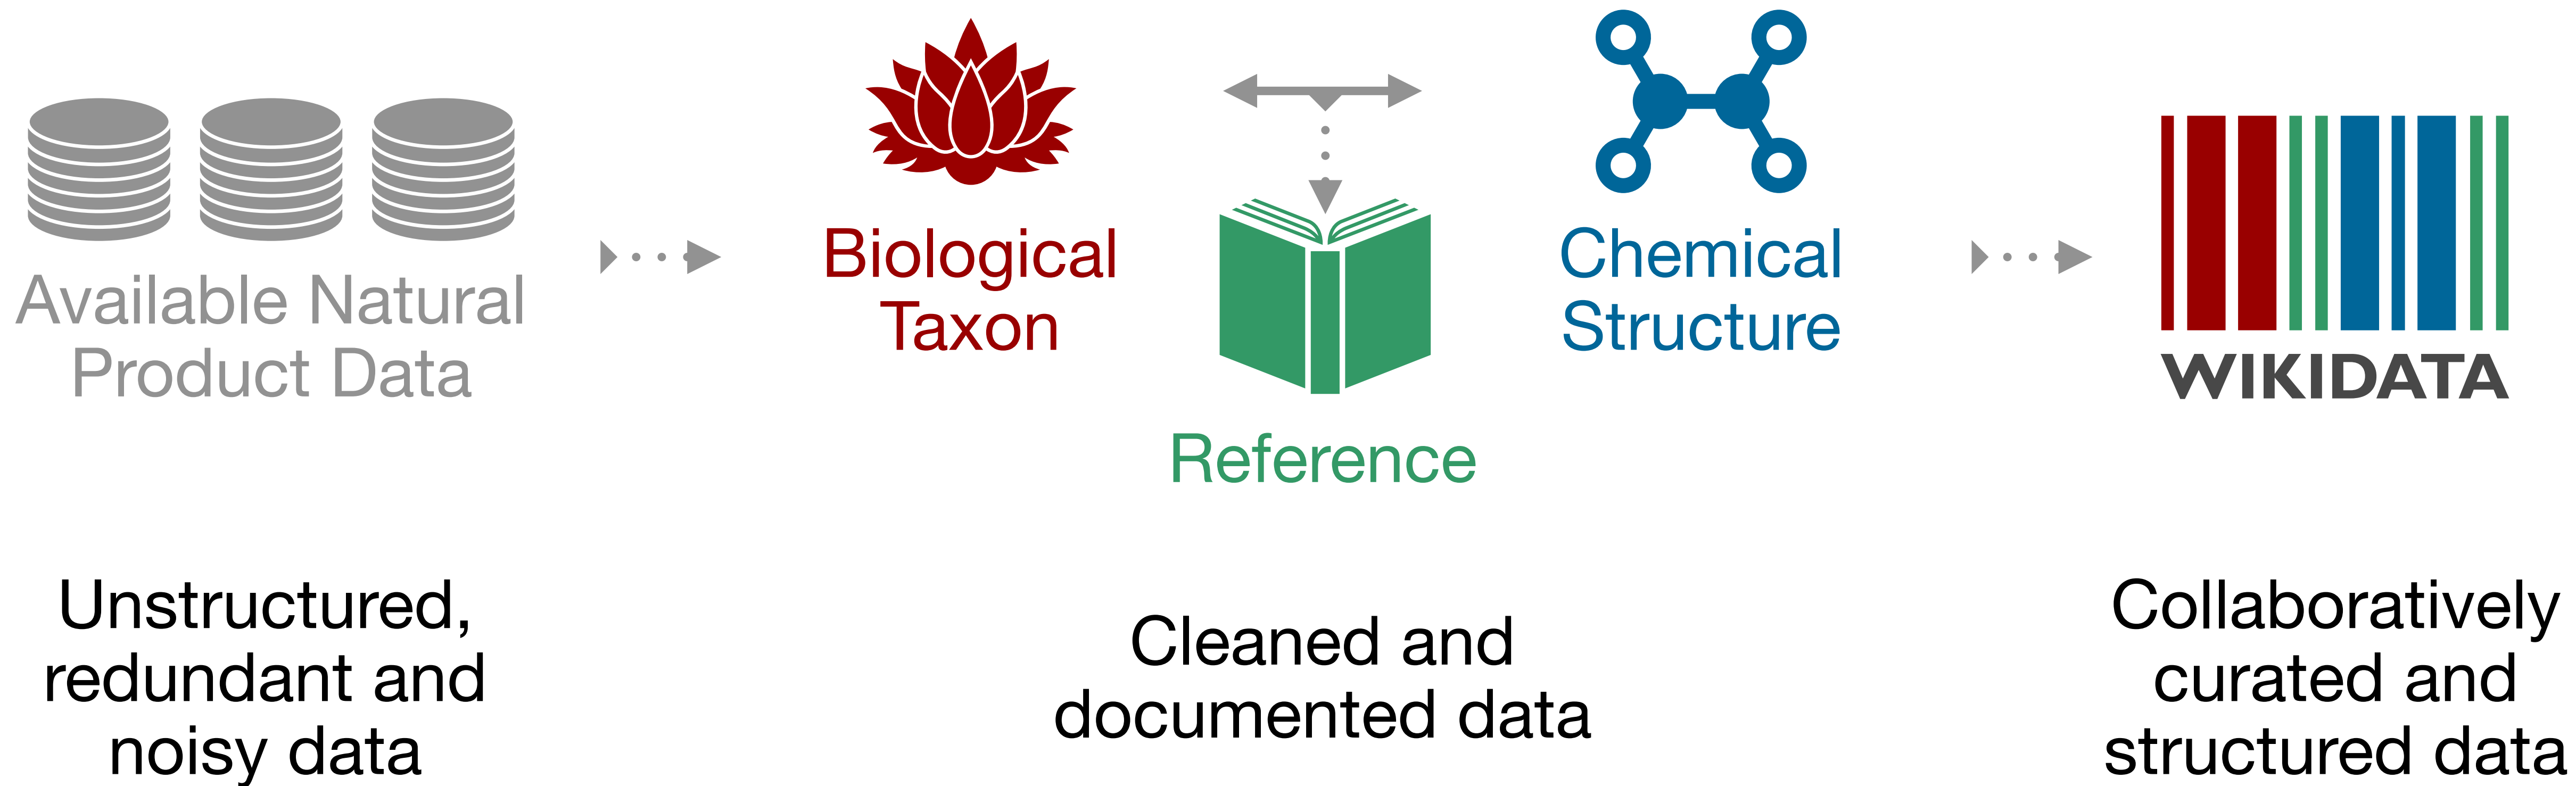 Available Natural
Product Data
Biological
Taxon
Reference
Chemical
Structure
WIKIDATA
Unstructured,
redundant and
noisy data
Cleaned and
documented data
Collaboratively
curated and
structured data